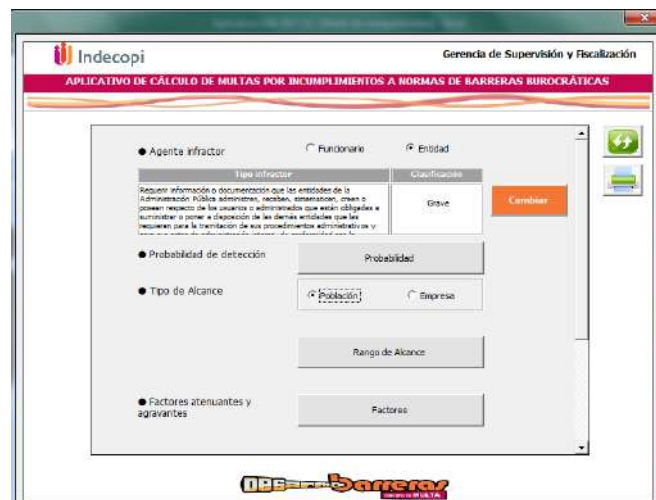 Indecopi
Gerencia de Supervisión y Fiscalización
APLICATIVO DE CÁLCULO DE MULTAS POR INCUMPLIMIENTOS A NORMAS DE BARRERAS BUROCRÁTICAS
Agente infractor
Funcionario
Entidad
Tipo infractor
Clasificación
Requerir información o documentación que las entidades de la
Administración Pública administren, recaben, sistematicen, creen o
posean respecto de los usuarios o administrados que están obligadas a
suministrar o poner a disposición de las demás entidades que las
requieran para la tramitación de sus procedimientos administrativos y
Grave
Cambiar
Probabilidad de detección
Probabilidad
Tipo de Alcance
Población
Empresa
Rango de Alcance
Factores atenuantes y
agravantes
Factores
barreras
MULTA